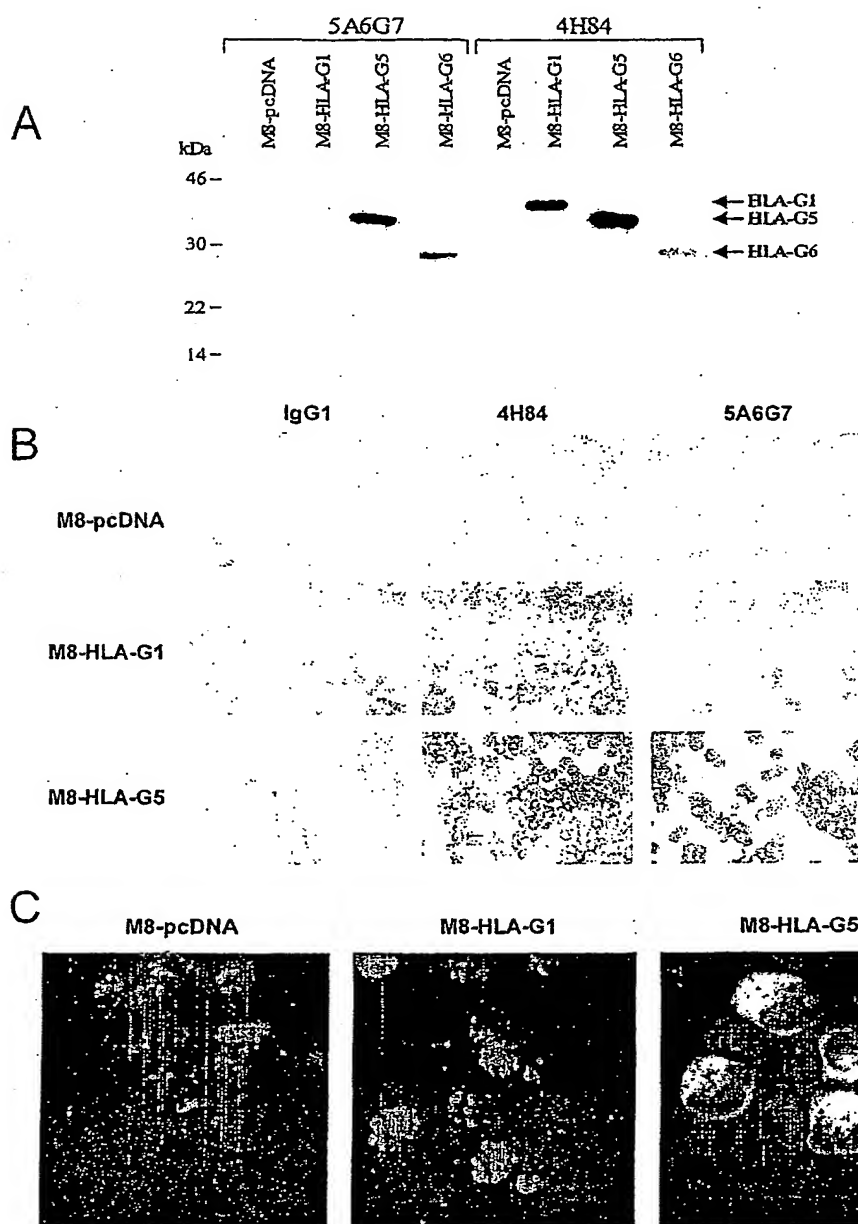 5A6G7 4H84
M8-pcDNA M8-HLA-G1 M8-HLA-G5 M8-HLA-G6 M8-pcDNA M8-HLA-G1 M8-HLA-G5 M8-HLA-G6
A
kDa
46 –
HLA-G1
HLA-G5
30 –
HLA-G6
22 –
14 –
IgG1 4H84 5A6G7
B
M8-pcDNA
M8-HLA-G1
M8-HLA-G5
C
M8-pcDNA M8-HLA-G1 M8-HLA-G5